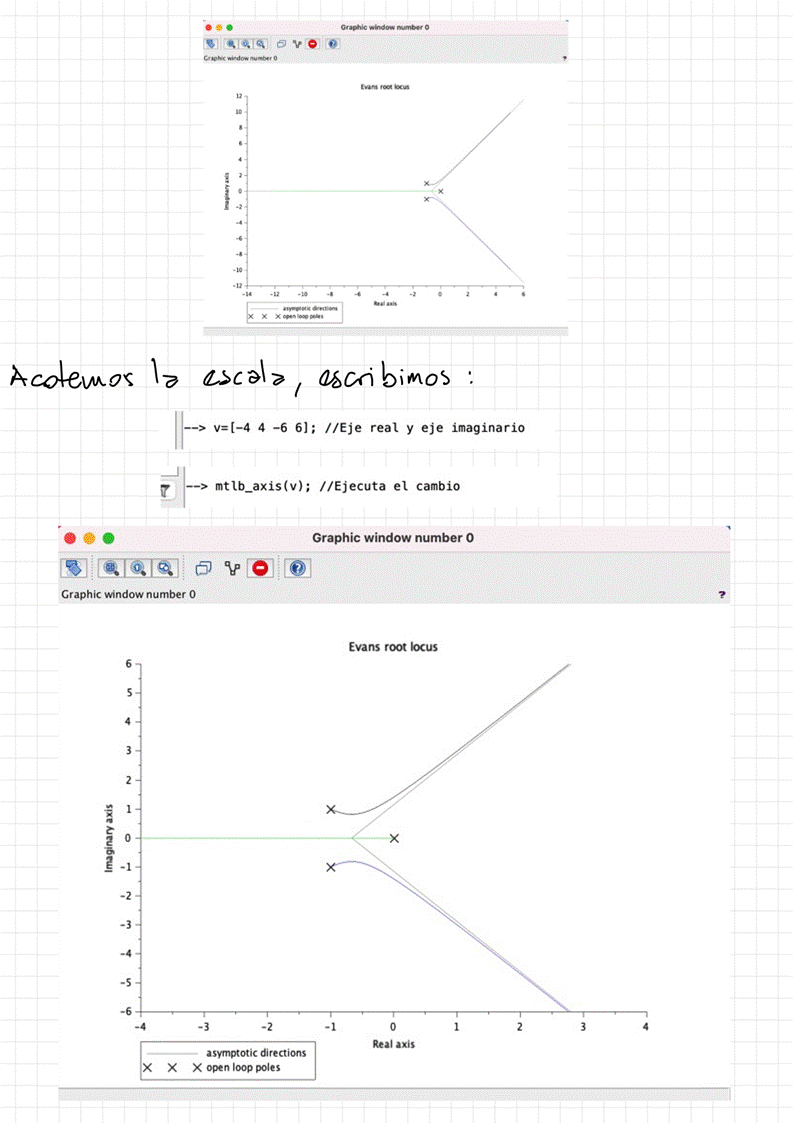 Graphic window number 0
Graphic window number 0
?
Evans root locus
12
10
8
6
4
2
0
-2
-4
-6
-8
-10
-12
Imaginary axis
-14 -12 -10 -8 -6 -4 -2 0 2 4 6
Real axis
asymptotic directions
open loop poles
Acotemos la escala, escribimos :
--> v=[-4 4 -6 6]; //Eje real y eje imaginario
--> mtlb_axis(v); //Ejecuta el cambio
Graphic window number 0
Graphic window number 0
?
Evans root locus
6
5
4
3
2
1
0
-1
-2
-3
-4
-5
-6
Imaginary axis
-4 -3 -2 -1 0 1 2 3 4
Real axis
asymptotic directions
open loop poles